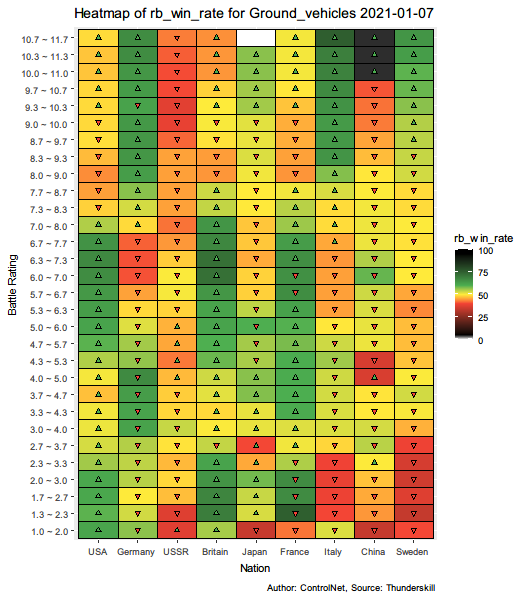 Heatmap of rb_win_rate for Ground_vehicles 2021-01-07
10.7 ~ 11.7
10.3 ~ 11.3
10.0 ~ 11.0
9.7 ~ 10.7
9.3 ~ 10.3
9.0 ~ 10.0
8.7 ~ 9.7
8.3 ~ 9.3
8.0 ~ 9.0
7.7 ~ 8.7
7.3 ~ 8.3
7.0 ~ 8.0
6.7 ~ 7.7
6.3 ~ 7.3
6.0 ~ 7.0
5.7 ~ 6.7
5.3 ~ 6.3
5.0 ~ 6.0
4.7 ~ 5.7
4.3 ~ 5.3
4.0 ~ 5.0
3.7 ~ 4.7
3.3 ~ 4.3
3.0 ~ 4.0
2.7 ~ 3.7
2.3 ~ 3.3
2.0 ~ 3.0
1.7 ~ 2.7
1.3 ~ 2.3
1.0 ~ 2.0
Battle Rating
USA Germany USSR Britain Japan France Italy China Sweden
Nation
rb_win_rate
100
75
50
25
0
Author: ControlNet, Source: Thunderskill